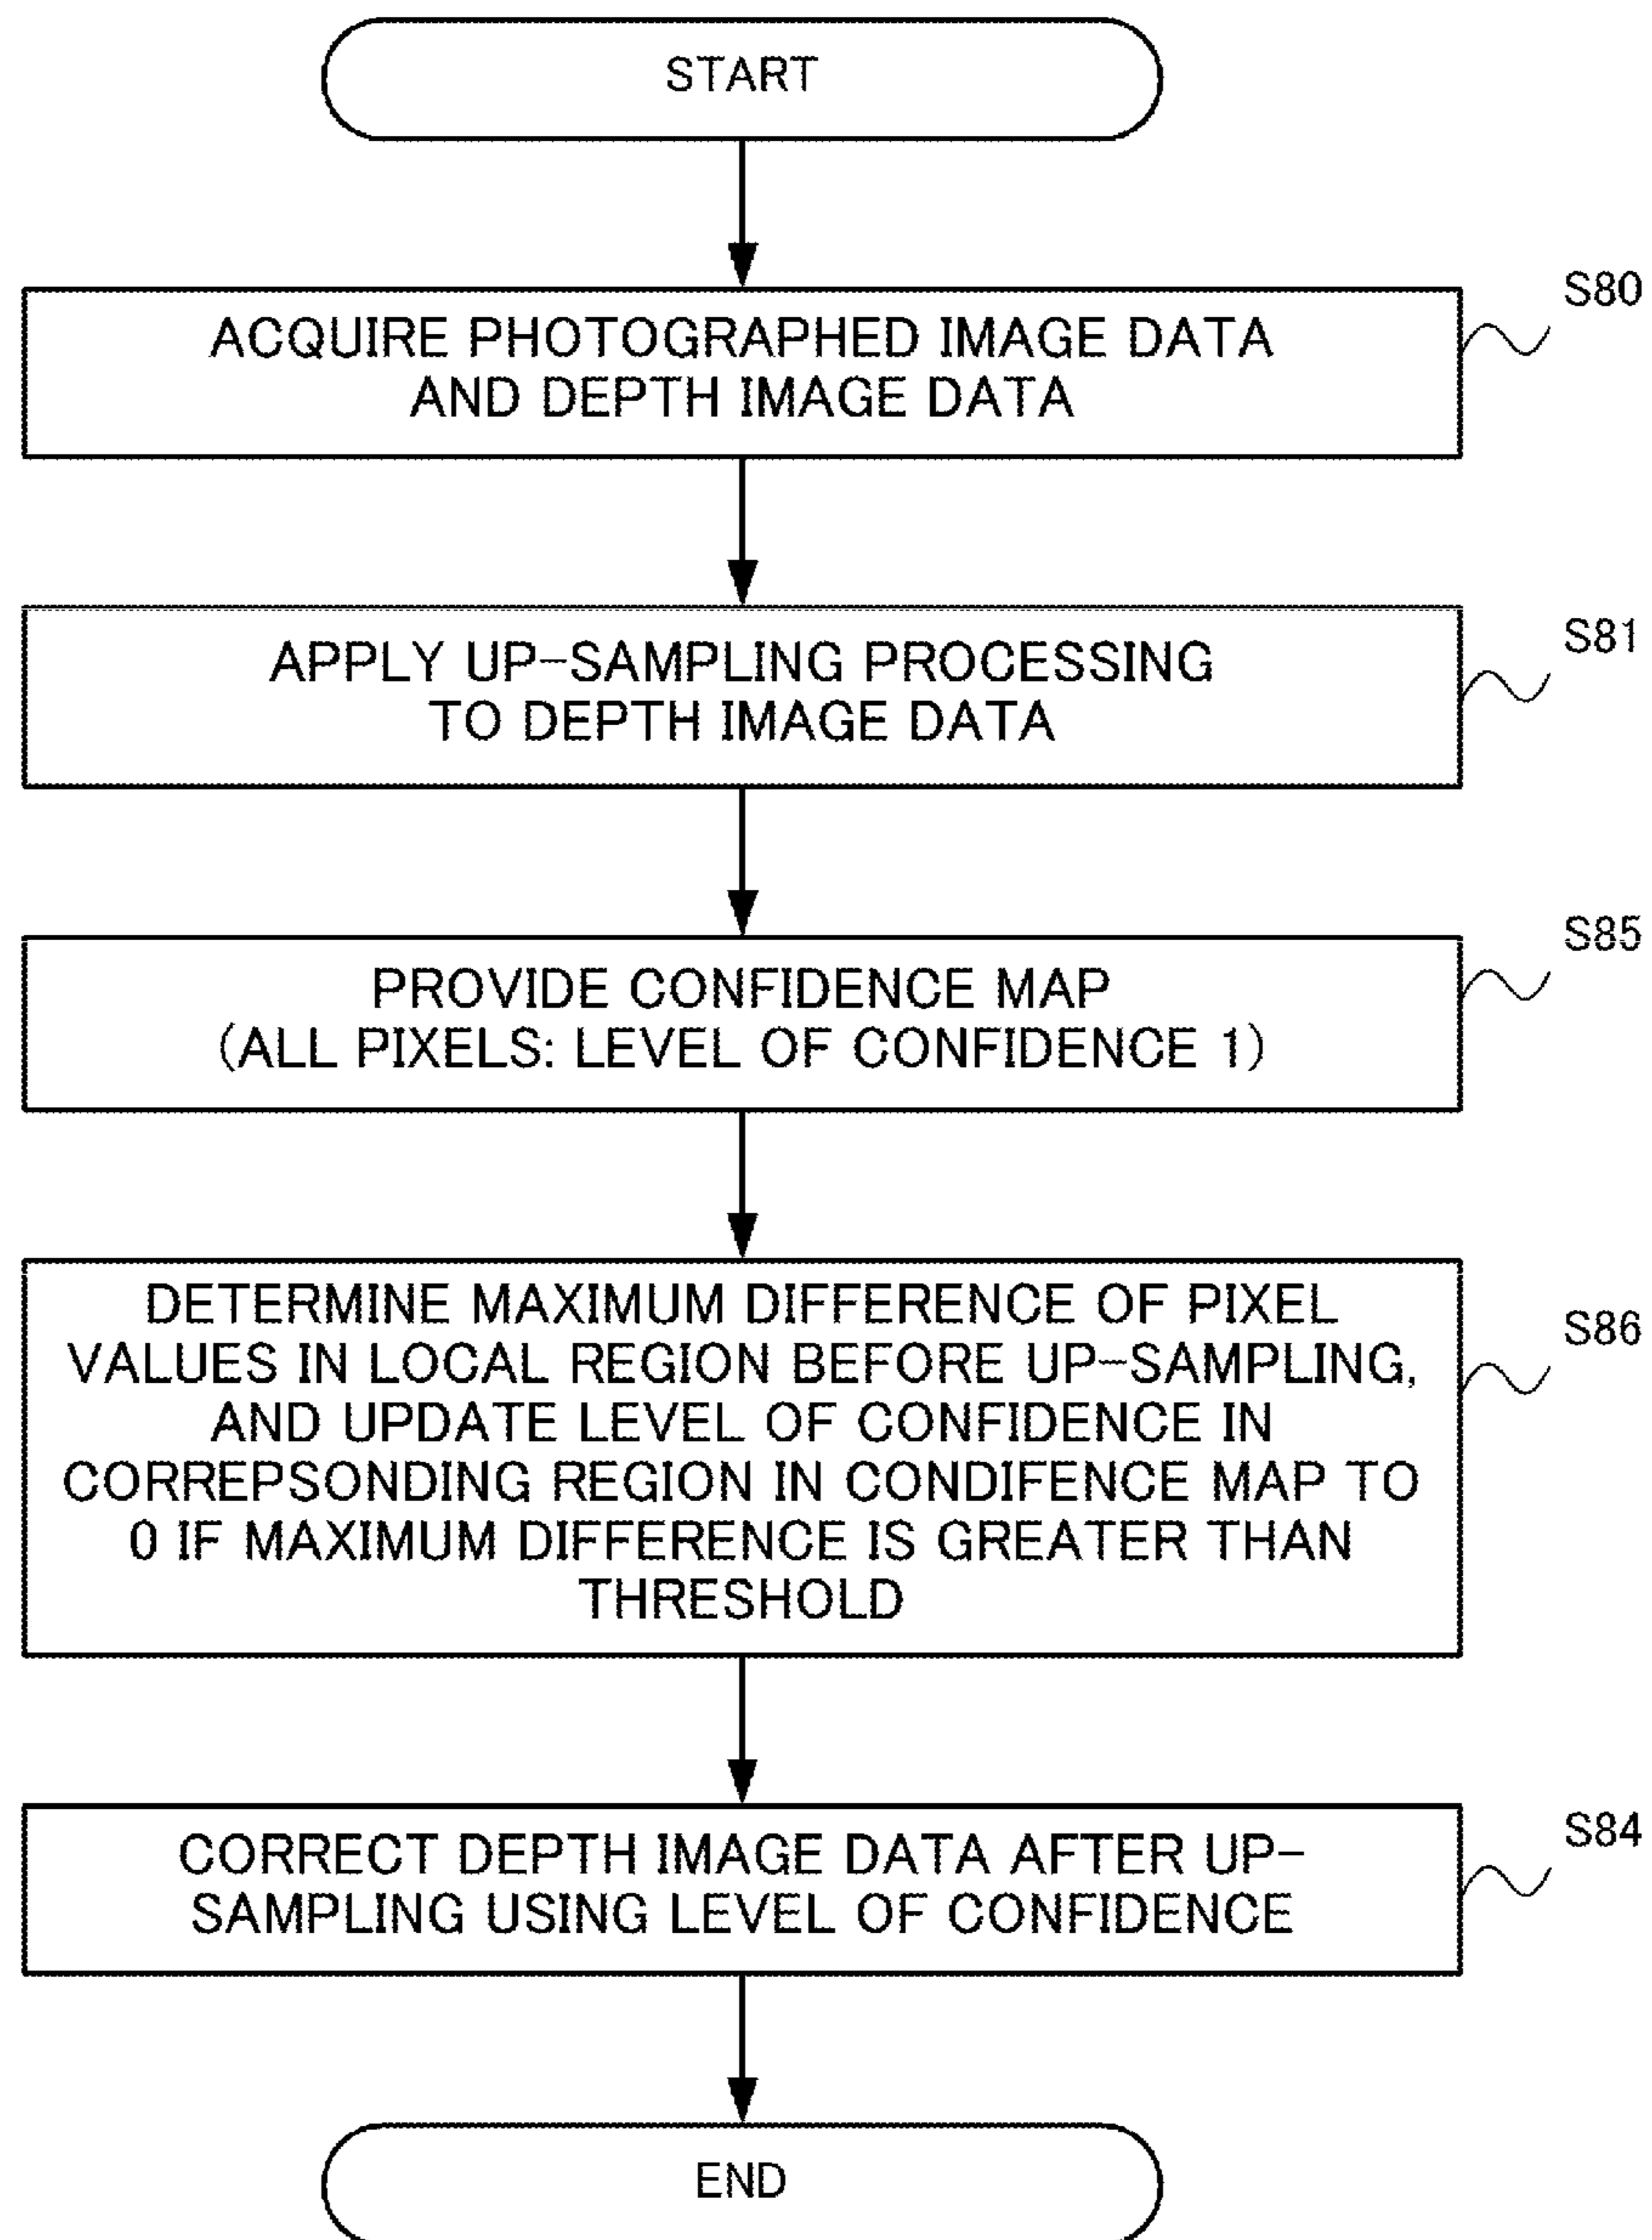 START
S80
ACQUIRE PHOTOGRAPHED IMAGE DATA
AND DEPTH IMAGE DATA
S81
APPLY UP-SAMPLING PROCESSING
TO DEPTH IMAGE DATA
S85
PROVIDE CONFIDENCE MAP
(ALL PIXELS: LEVEL OF CONFIDENCE 1)
S86
DETERMINE MAXIMUM DIFFERENCE OF PIXEL
VALUES IN LOCAL REGION BEFORE UP-SAMPLING,
AND UPDATE LEVEL OF CONFIDENCE IN
CORREPSONDING REGION IN CONDIFENCE MAP TO
0 IF MAXIMUM DIFFERENCE IS GREATER THAN
THRESHOLD
S84
CORRECT DEPTH IMAGE DATA AFTER UP-
SAMPLING USING LEVEL OF CONFIDENCE
END